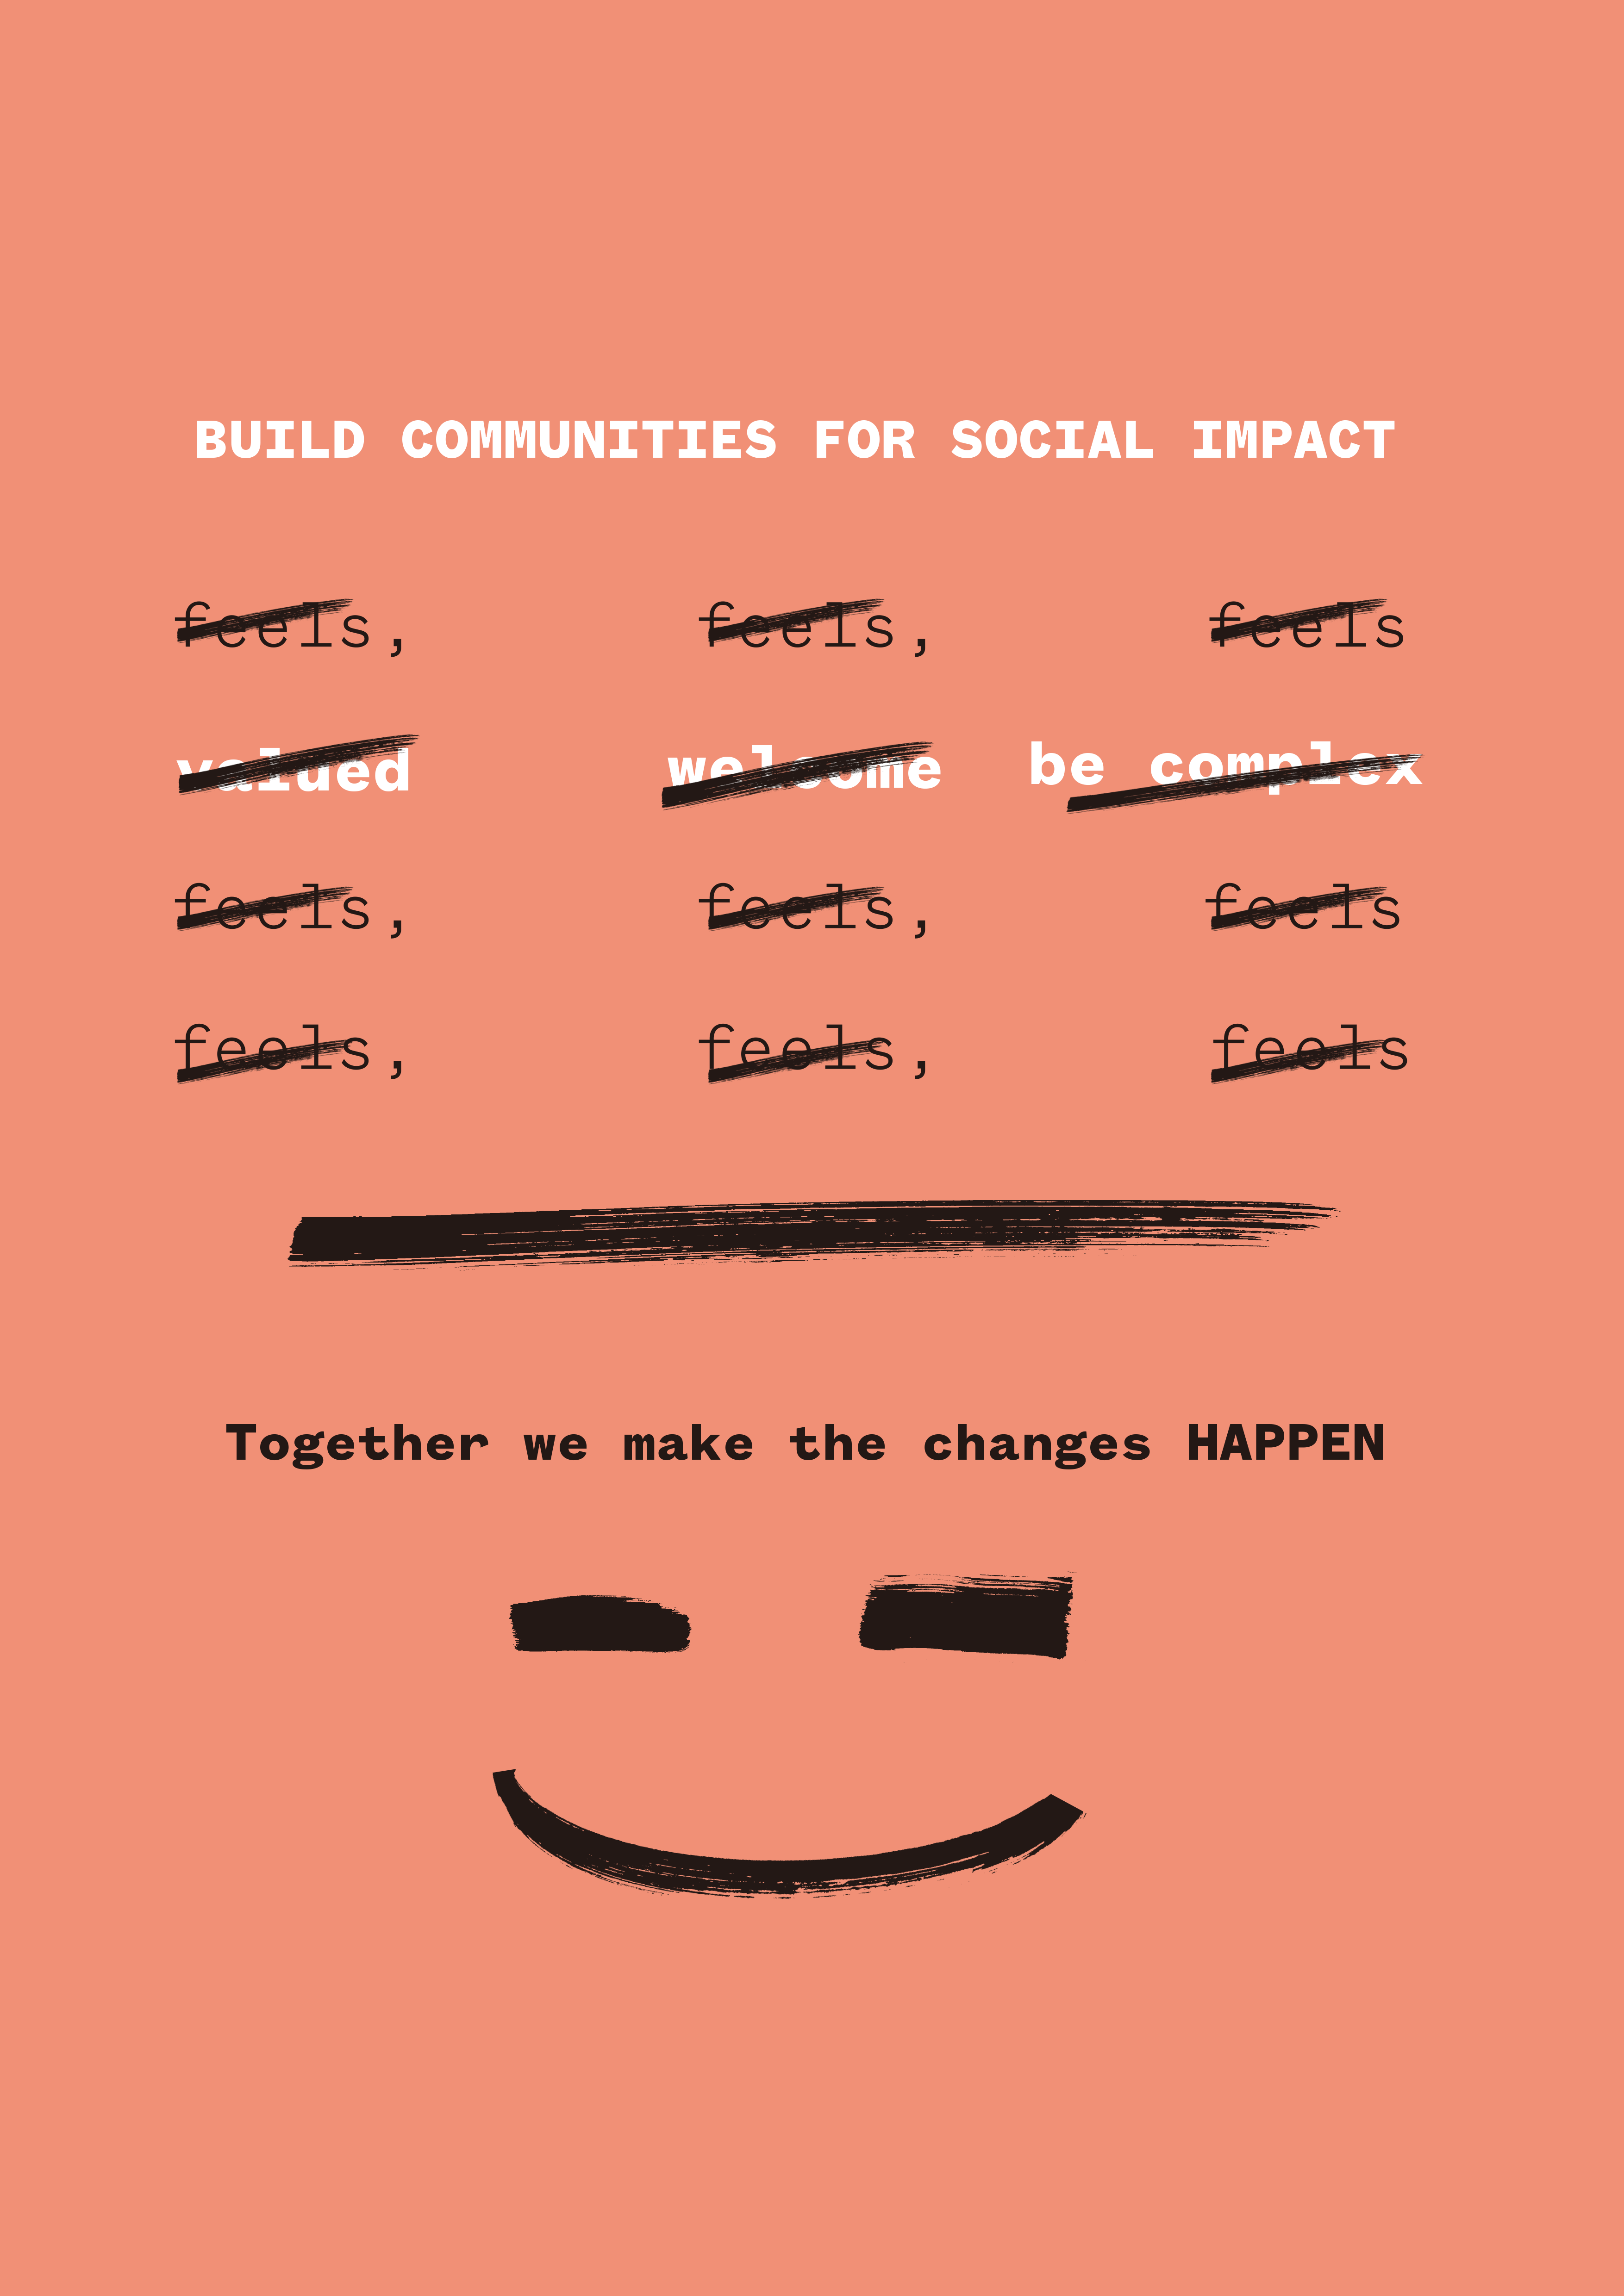 BUILD COMMUNITIES FOR SOCIAL IMPACT
feels, feels, feels
valued welcome be complex
feels, feels, feels
feels, feels, feels
Together we make the changes HAPPEN